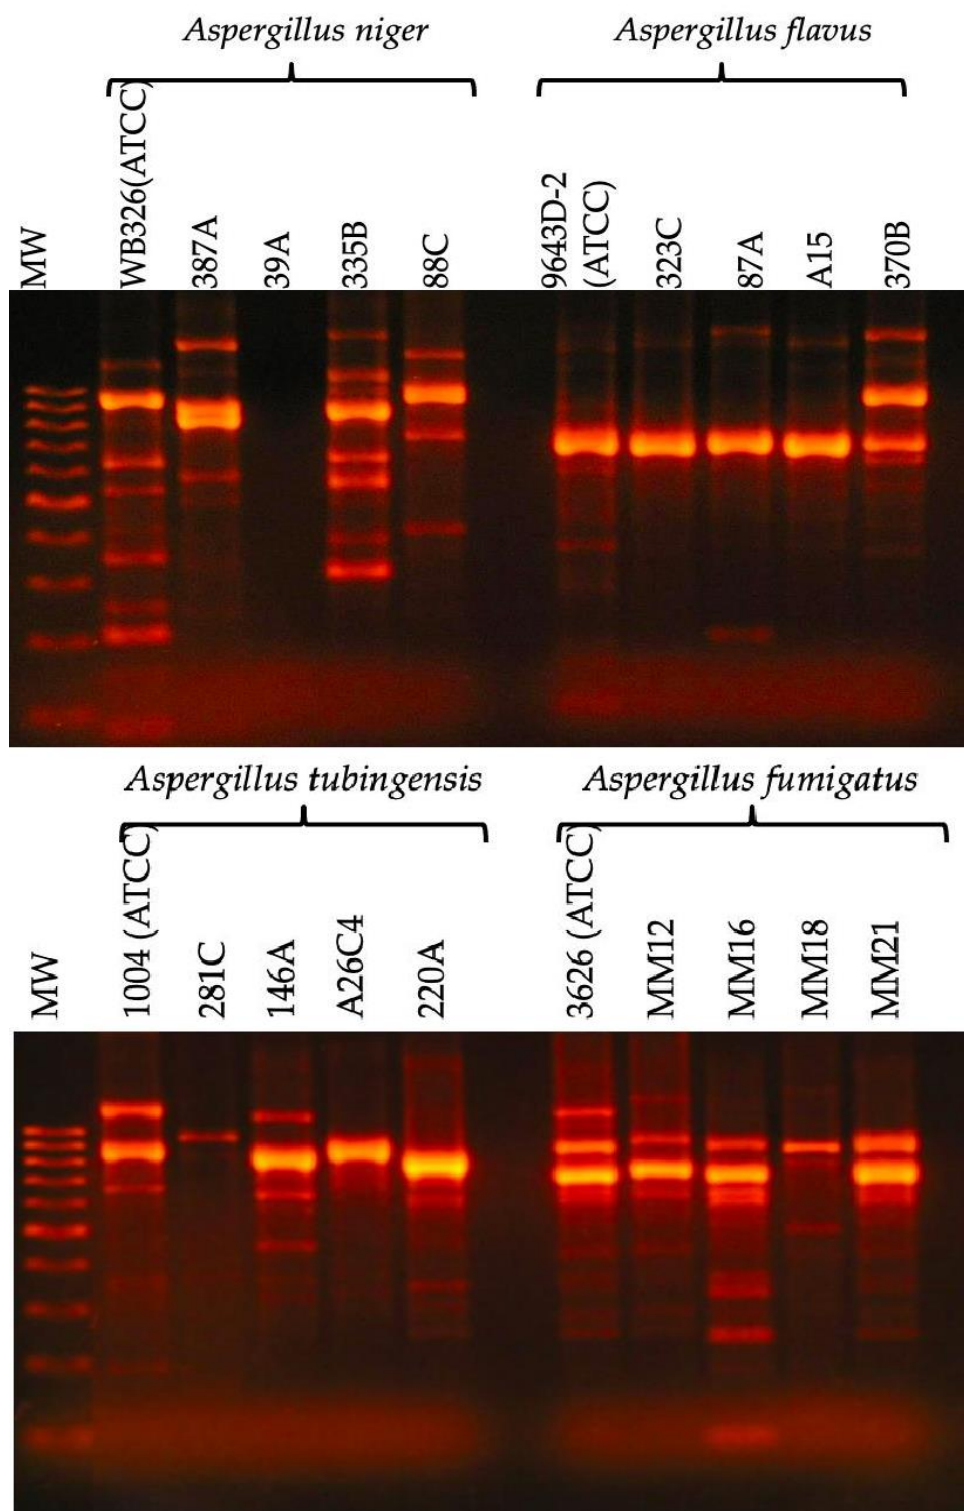 Aspergillus niger
Aspergillus flavus
MW
WB326(ATCC)
387A
39A
335B
88C
9643D-2
(ATCC)
323C
87A
A15
370B
Aspergillus tubingensis
Aspergillus fumigatus
MW
1004 (ATCC)
281C
146A
A26C4
220A
3626 (ATCC)
MM12
MM16
MM18
MM21